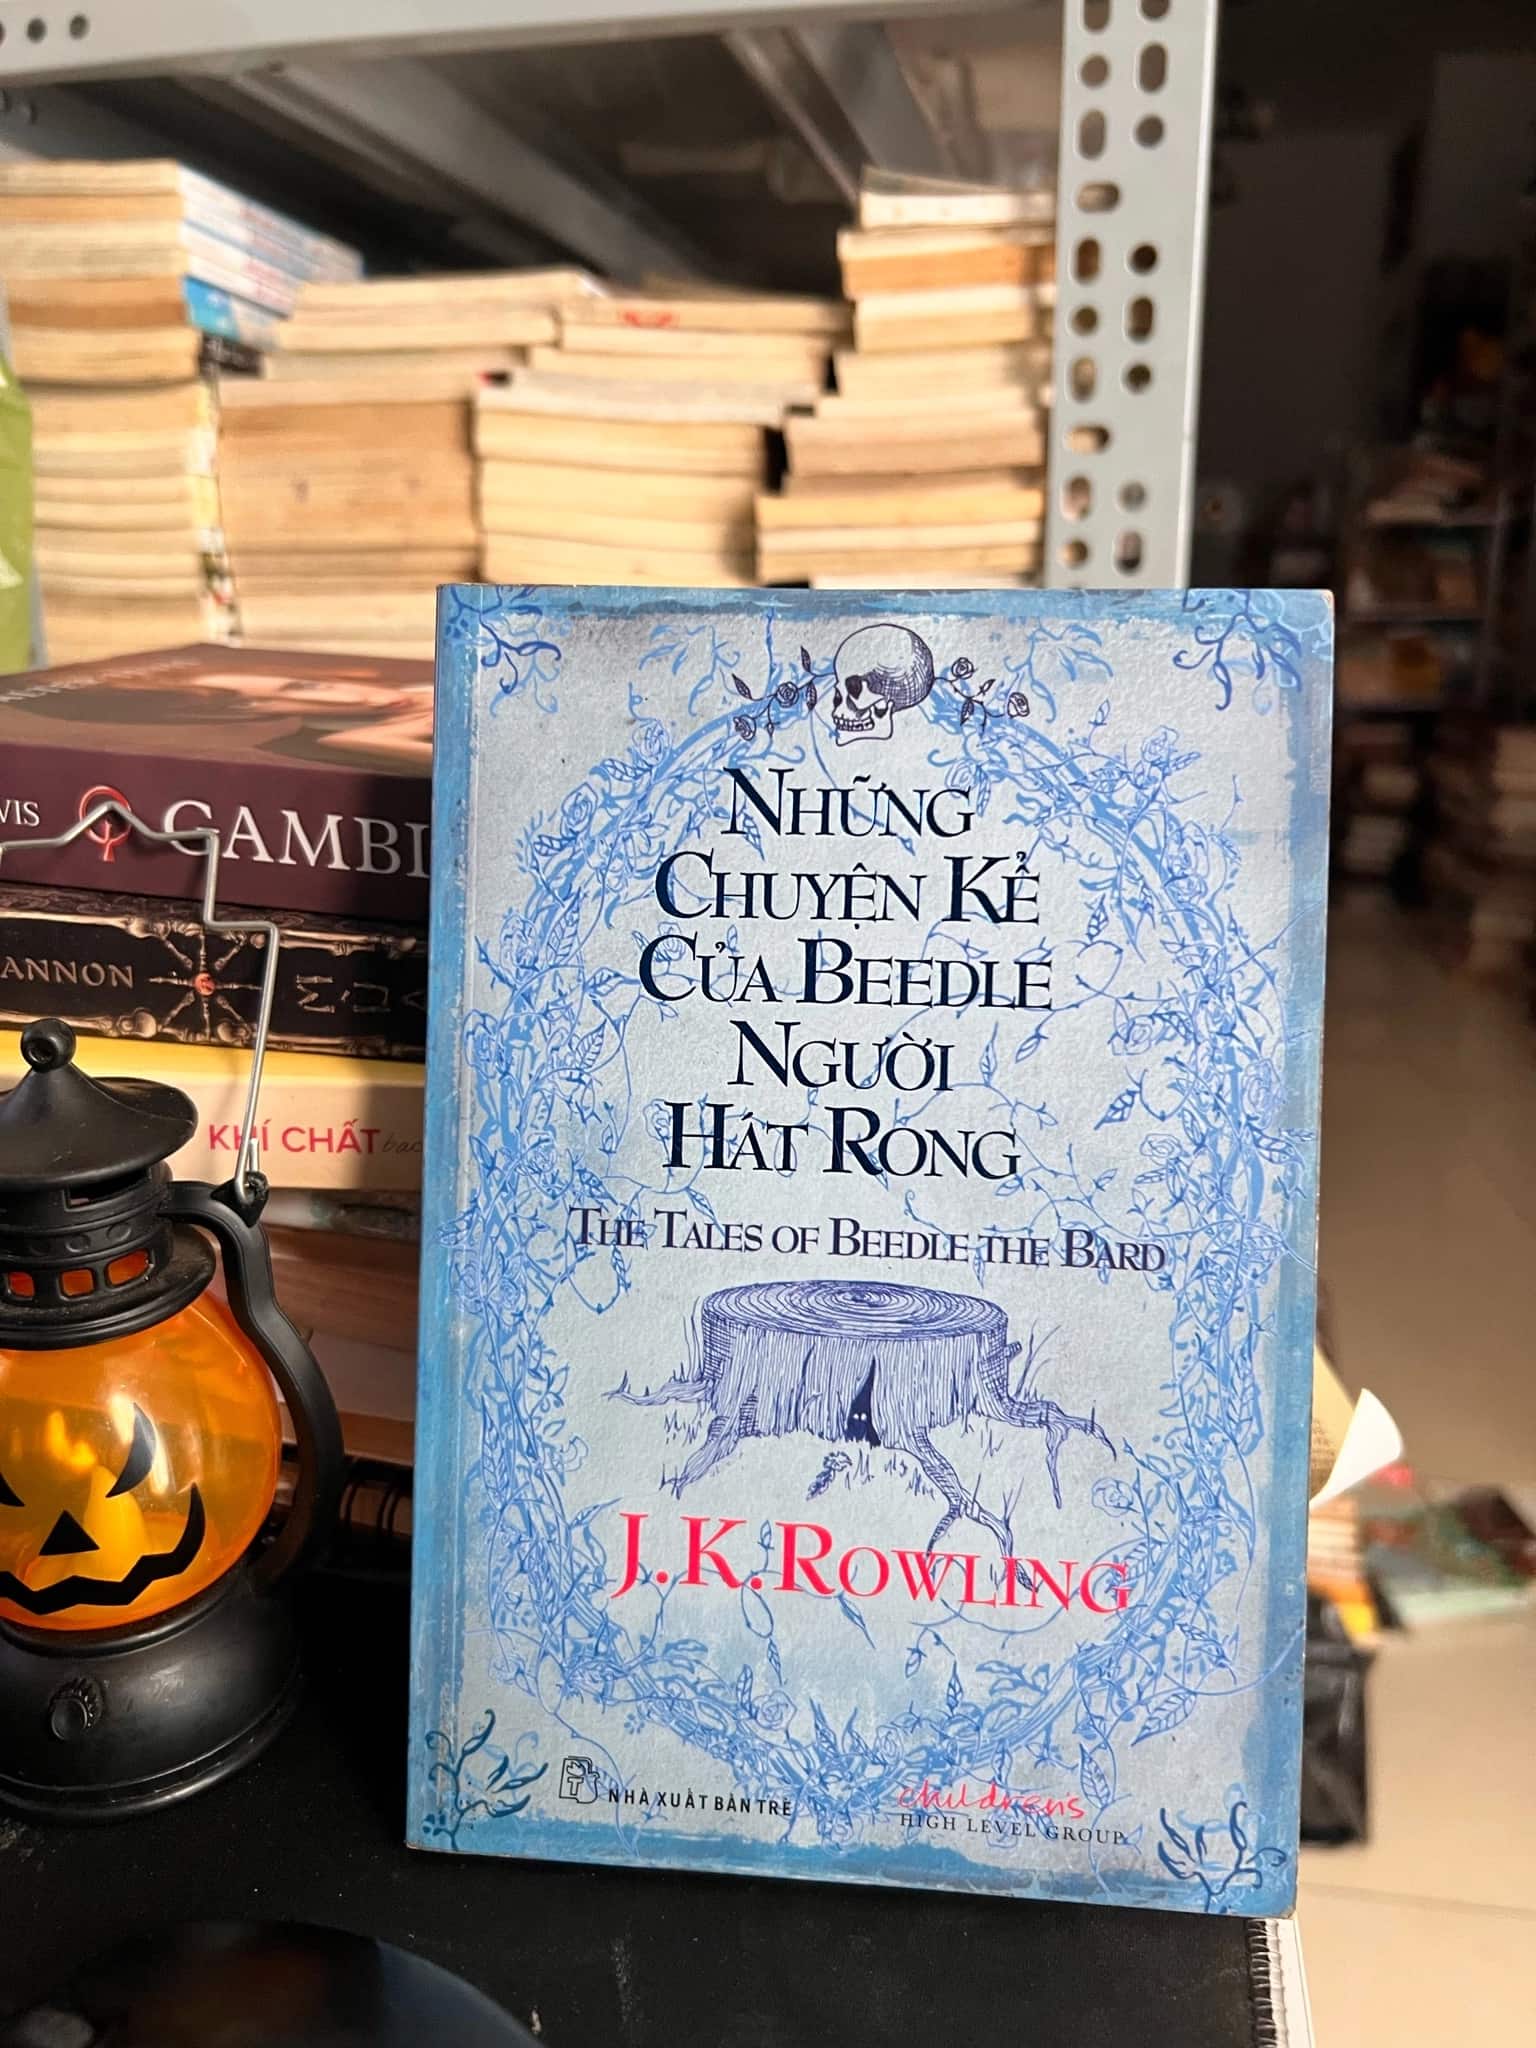 NHỮNG
CHUYỆN KỂ
CỦA BEEDLE
NGƯỜI
HÁT RONG
THE TALES OF BEEDLE THE BARD
J.K.ROWLING
NHÀ XUẤT BẢN TRẺ
children's
HIGH LEVEL GROUP
WIS
GAMBI
ANNON
KHÍ CHẤT